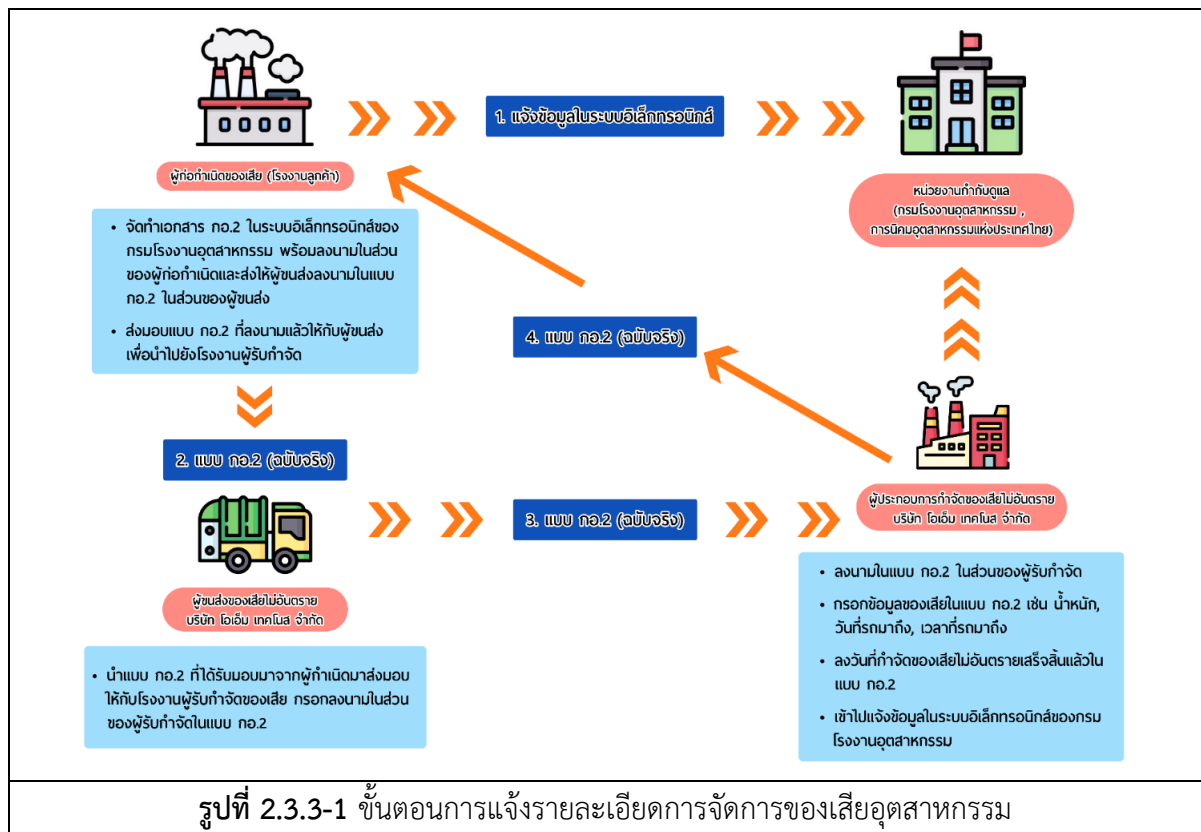 1. แจ้งข้อมูลในระบบอิเล็กทรอนิกส์
ผู้ก่อกำเนิดของเสีย (โรงงานลูกค้า)
หน่วยงานกำกับดูแล
(กรมโรงงานอุตสาหกรรม ,
การนิคมอุตสาหกรรมแห่งประเทศไทย)
• จัดทำเอกสาร กอ.2 ในระบบอิเล็กทรอนิกส์ของ
กรมโรงงานอุตสาหกรรม พร้อมลงนามในส่วน
ของผู้ก่อกำเนิดและส่งให้ผู้ขนส่งลงนามในแบบ
กอ.2 ในส่วนของผู้ขนส่ง
• ส่งมอบแบบ กอ.2 ที่ลงนามแล้วให้กับผู้ขนส่ง
เพื่อนำไปยังโรงงานผู้รับกำจัด
4. แบบ กอ.2 (ฉบับจริง)
2. แบบ กอ.2 (ฉบับจริง)
3. แบบ กอ.2 (ฉบับจริง)
ผู้ประกอบการกำจัดของเสียไม่อันตราย
บริษัท โอเอ็ม เทคโนส จำกัด
ผู้ขนส่งของเสียไม่อันตราย
บริษัท โอเอ็ม เทคโนส จำกัด
• นำแบบ กอ.2 ที่ได้รับมอบมาจากผู้กำเนิดมาส่งมอบ
ให้กับโรงงานผู้รับกำจัดของเสีย กรอกลงนามในส่วน
ของผู้รับกำจัดในแบบ กอ.2
• ลงนามในแบบ กอ.2 ในส่วนของผู้รับกำจัด
• กรอกข้อมูลของเสียในแบบ กอ.2 เช่น น้ำหนัก,
วันที่รถมาถึง, เวลาที่รถมาถึง
• ลงวันที่กำจัดของเสียไม่อันตรายเสร็จสิ้นแล้วใน
แบบ กอ.2
• เข้าไปแจ้งข้อมูลในระบบอิเล็กทรอนิกส์ของกรม
โรงงานอุตสาหกรรม
รูปที่ 2.3.3-1 ขั้นตอนการแจ้งรายละเอียดการจัดการของเสียอุตสาหกรรม